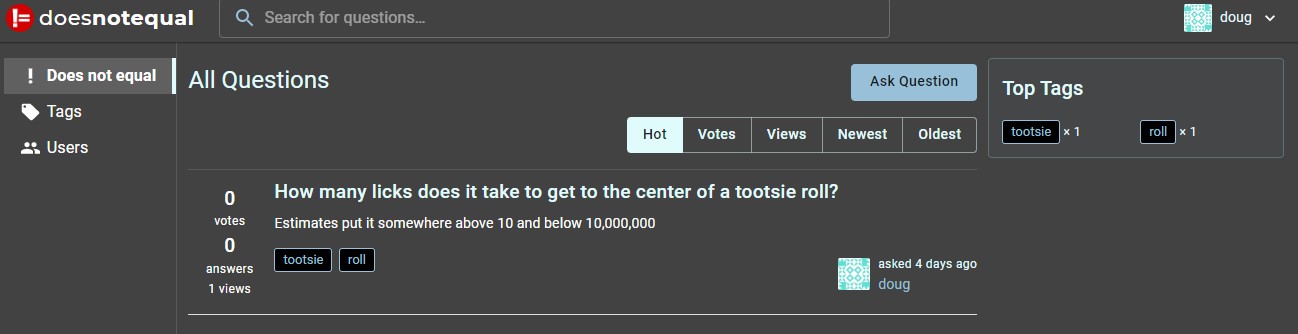 != doesnotequal
Search for questions...
doug
! Does not equal
Tags
Users
All Questions
Ask Question
Hot Votes Views Newest Oldest
0
votes
0
answers
1 views
How many licks does it take to get to the center of a tootsie roll?
Estimates put it somewhere above 10 and below 10,000,000
tootsie roll
asked 4 days ago
doug
Top Tags
tootsie × 1 roll × 1